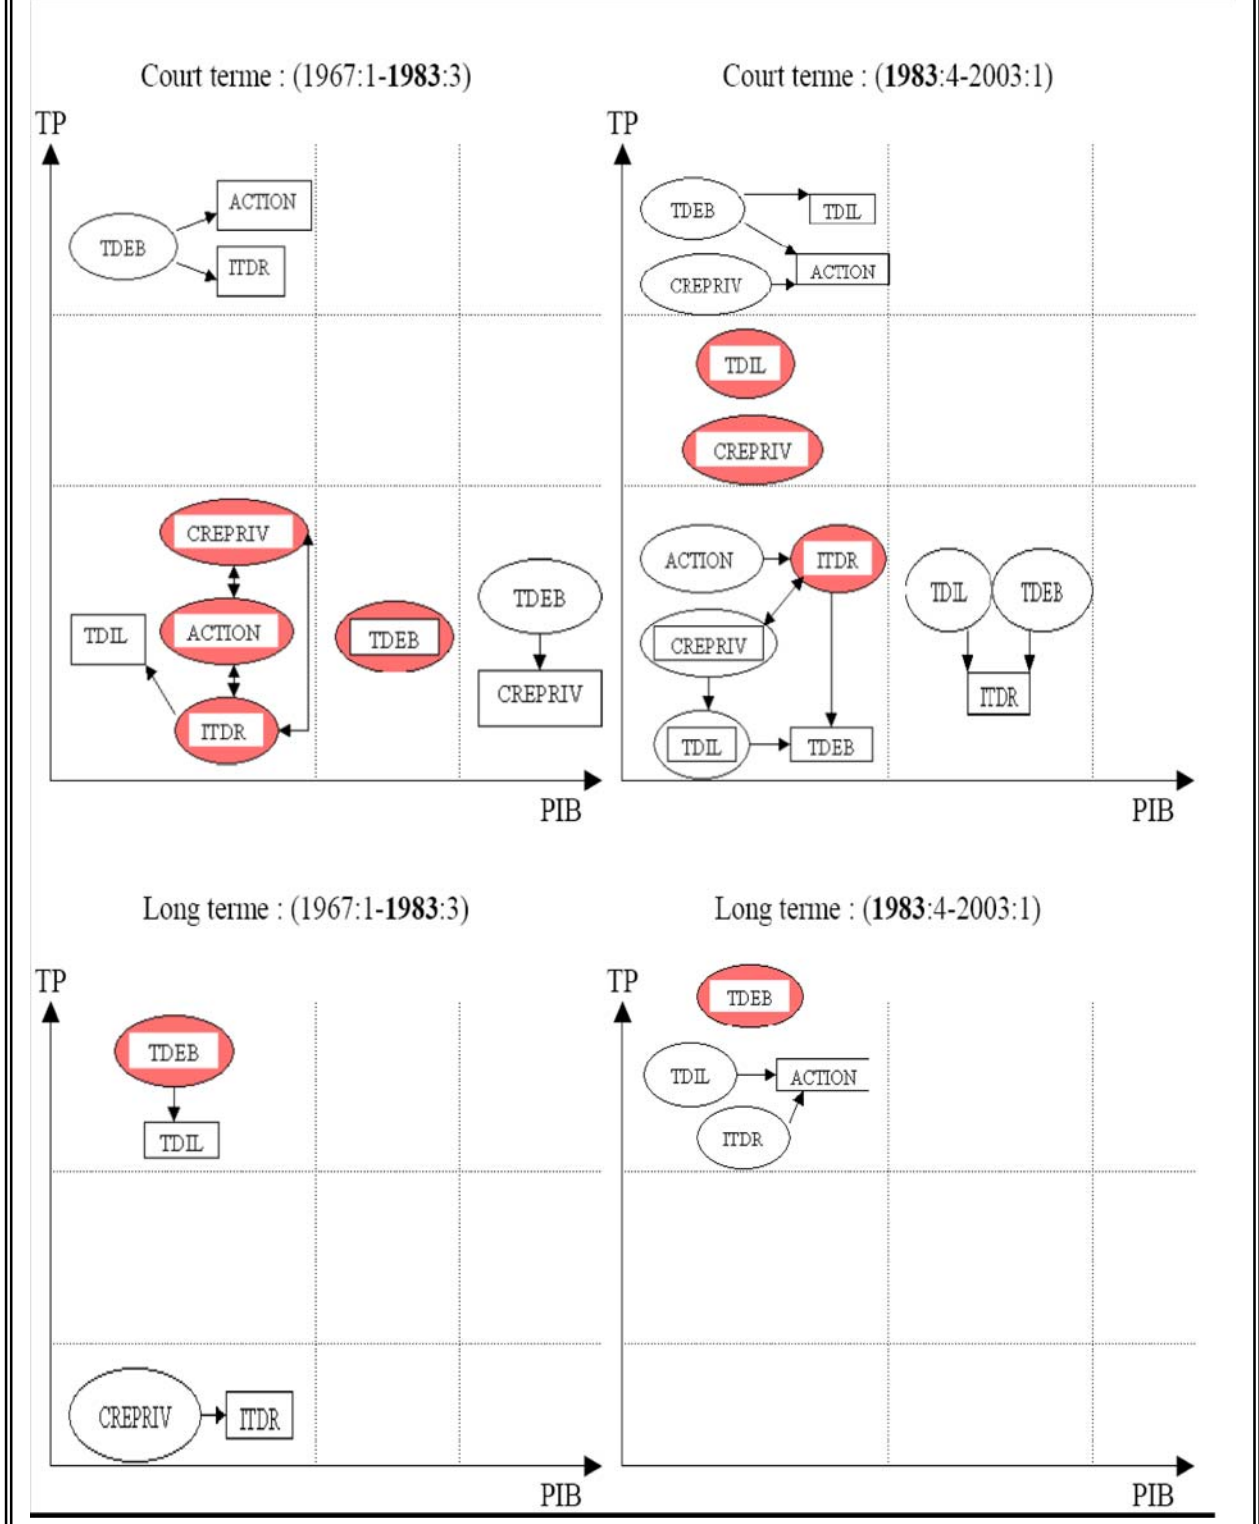 Court terme : (1967:1-1983:3)
TP
ACTION
TDEB
ITDR
CREPRIV
TDIL
ACTION
ITDR
TDEB
TDEB
CREPRIV
PIB
Court terme : (1983:4-2003:1)
TP
TDEB
TDIL
CREPRIV
ACTION
TDIL
CREPRIV
ACTION
ITDR
CREPRIV
TDIL
TDEB
TDIL
TDEB
ITDR
PIB
Long terme : (1967:1-1983:3)
TP
TDEB
TDIL
CREPRIV
ITDR
PIB
Long terme : (1983:4-2003:1)
TP
TDEB
TDIL
ACTION
ITDR
PIB